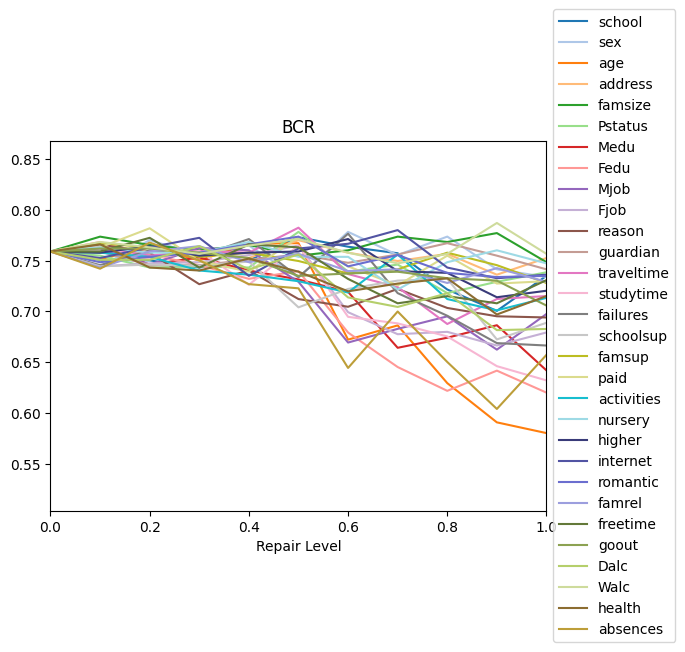 BCR
0.85
0.80
0.75
0.70
0.65
0.60
0.55
0.0
0.2
0.4
0.6
0.8
1.0
Repair Level
school
sex
age
address
famsize
Pstatus
Medu
Fedu
Mjob
Fjob
reason
guardian
traveltime
studytime
failures
schoolsup
famsup
paid
activities
nursery
higher
internet
romantic
famrel
freetime
goout
Dalc
Walc
health
absences